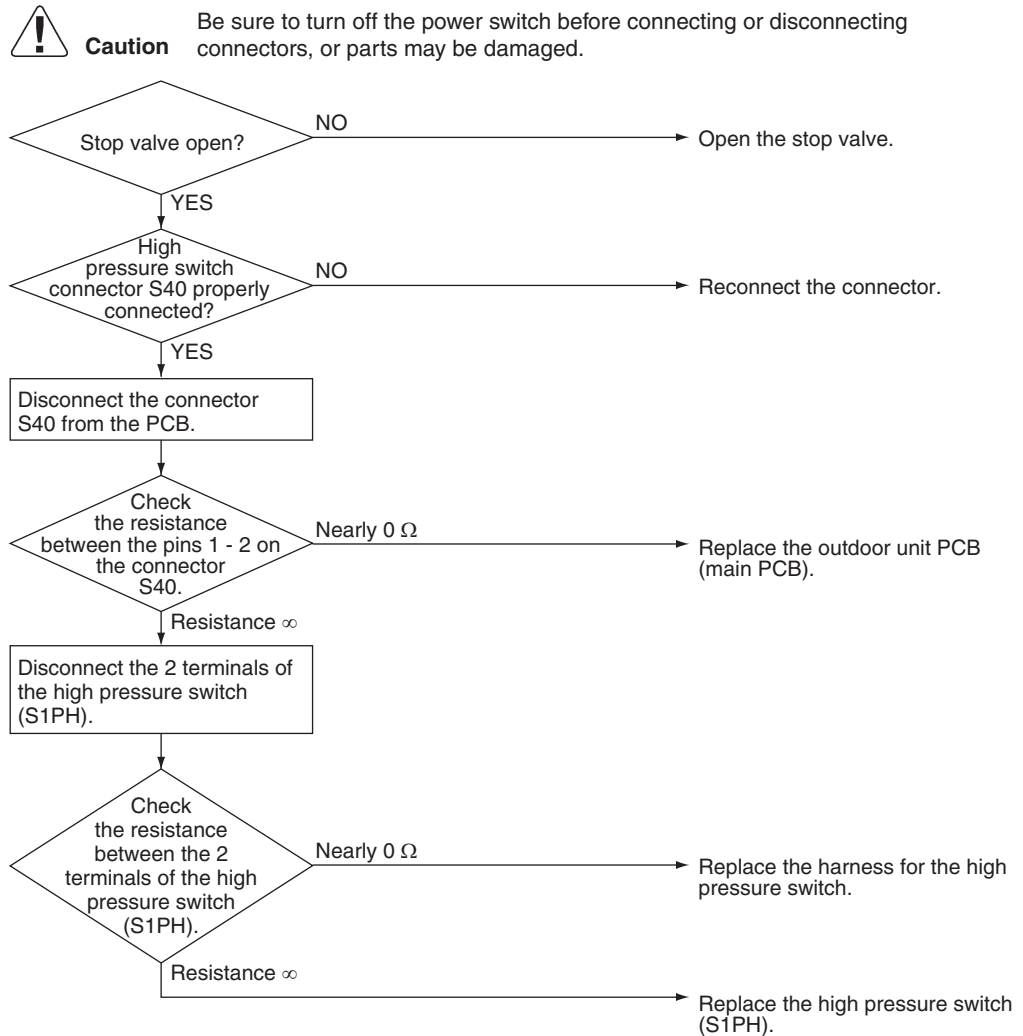 Caution
Be sure to turn off the power switch before connecting or disconnecting
connectors, or parts may be damaged.
Stop valve open?
NO
Open the stop valve.
YES
High
pressure switch
connector S40 properly
connected?
NO
Reconnect the connector.
YES
Disconnect the connector
S40 from the PCB.
Check
the resistance
between the pins 1 - 2 on
the connector
S40.
Nearly 0 Ω
Replace the outdoor unit PCB
(main PCB).
Resistance ∞
Disconnect the 2 terminals of
the high pressure switch
(S1PH).
Check
the resistance
between the 2
terminals of the high
pressure switch
(S1PH).
Nearly 0 Ω
Replace the harness for the high
pressure switch.
Resistance ∞
Replace the high pressure switch
(S1PH).